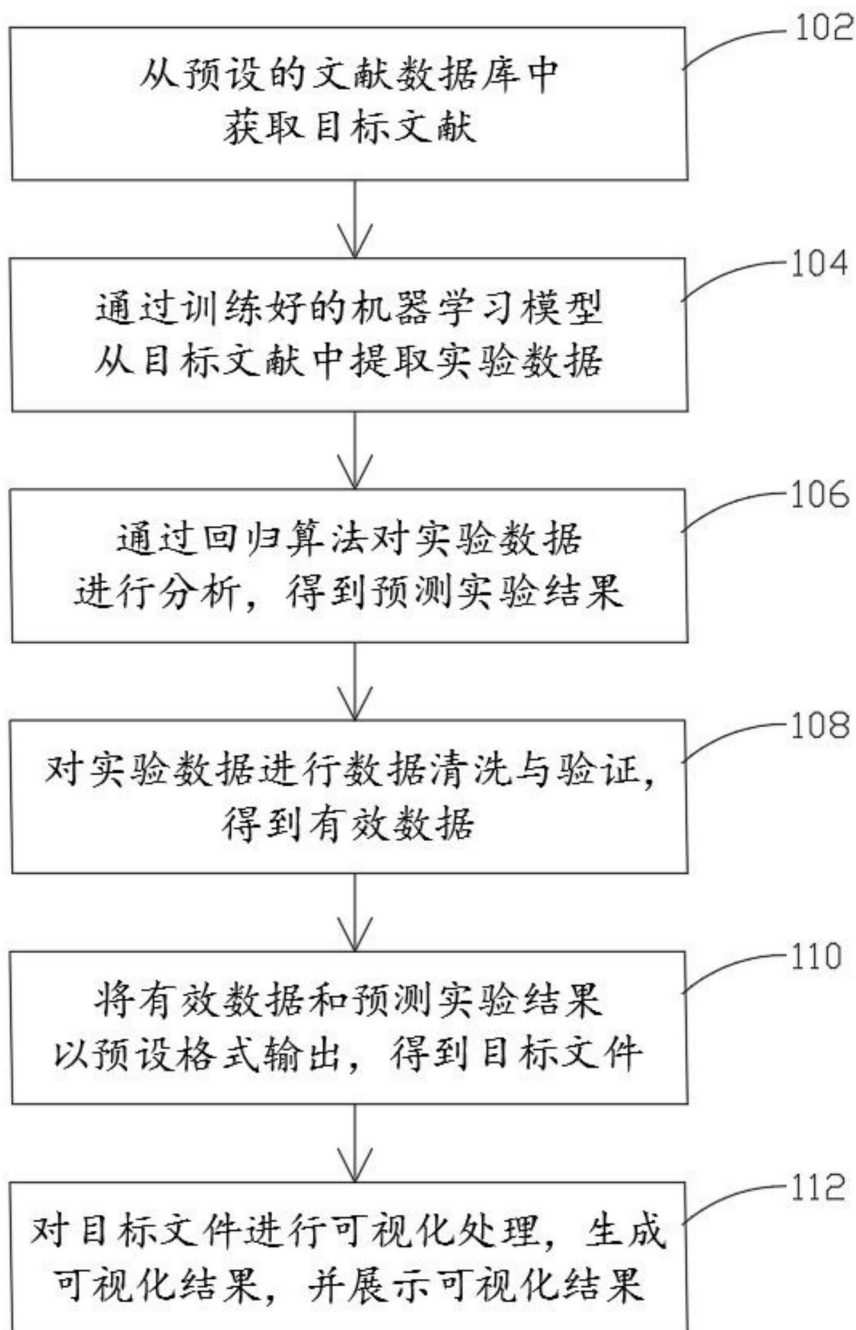 102
从预设的文献数据库中
获取目标文献
104
通过训练好的机器学习模型
从目标文献中提取实验数据
106
通过回归算法对实验数据
进行分析，得到预测实验结果
108
对实验数据进行数据清洗与验证，
得到有效数据
110
将有效数据和预测实验结果
以预设格式输出，得到目标文件
112
对目标文件进行可视化处理，生成
可视化结果，并展示可视化结果